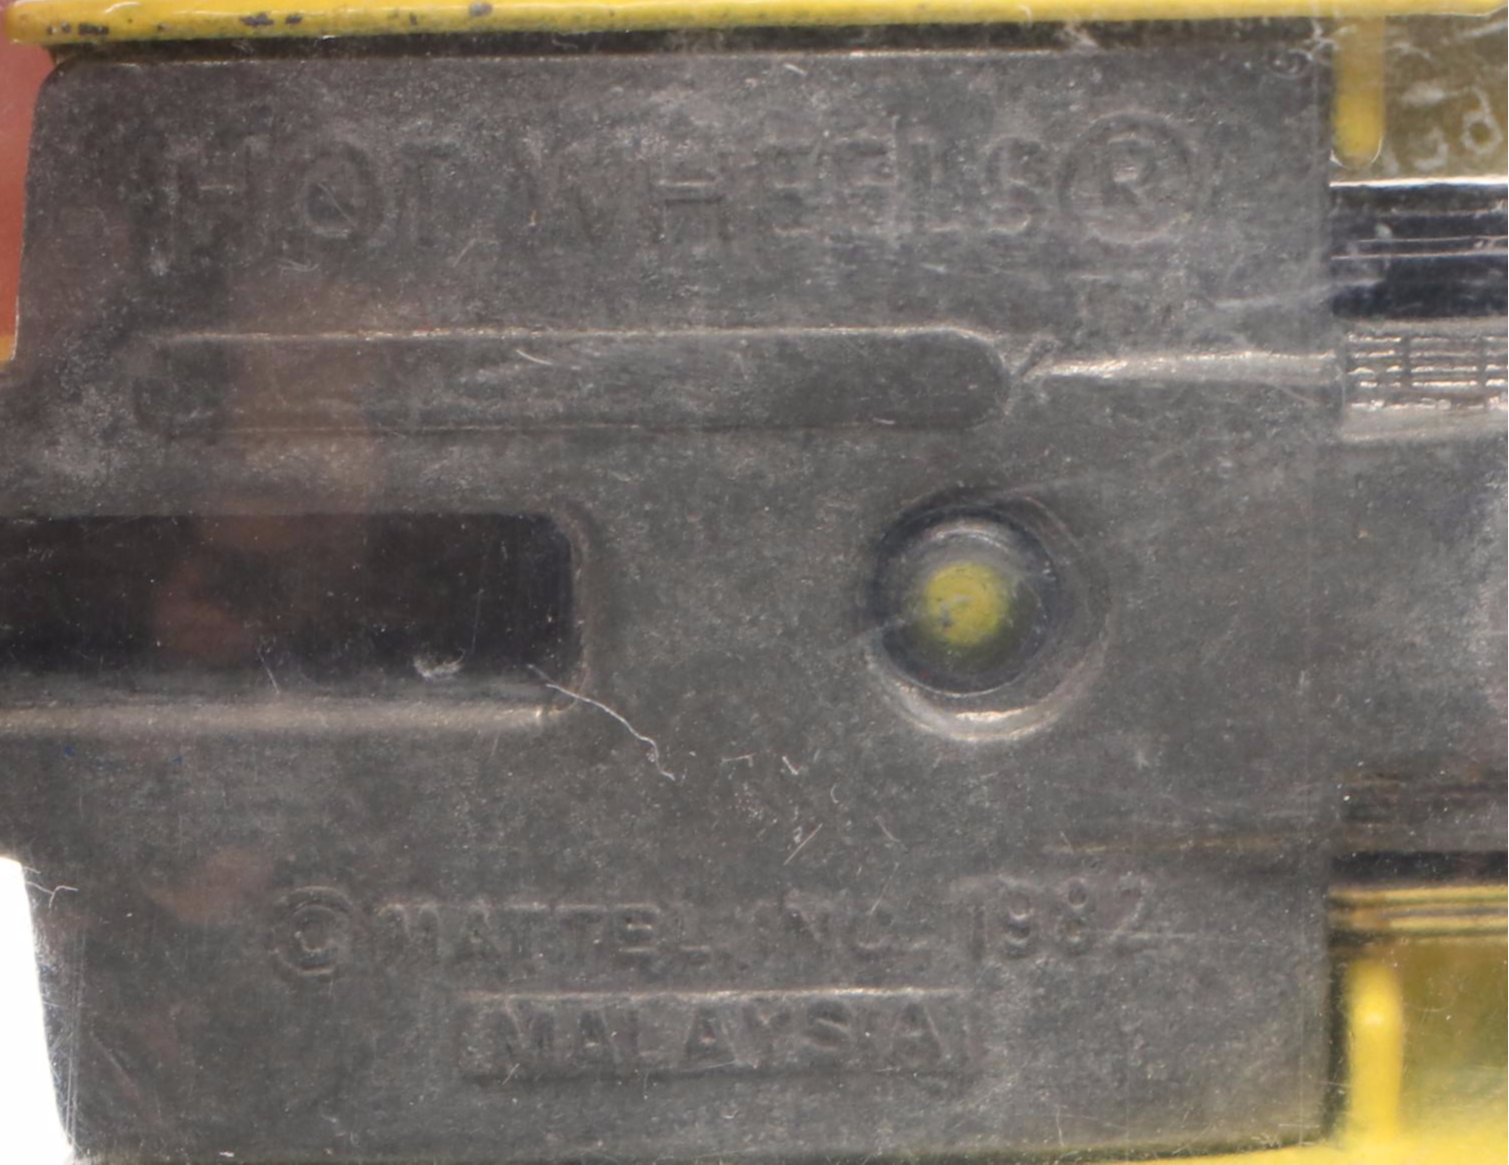 HOT WHEELS®
© MATTEL, INC. 1982
MALAYSIA